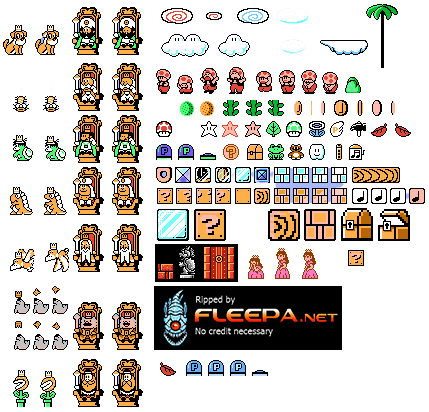 P P
?
?
?
Ripped by
FLEEPA.NET
No credit necessary
P P P